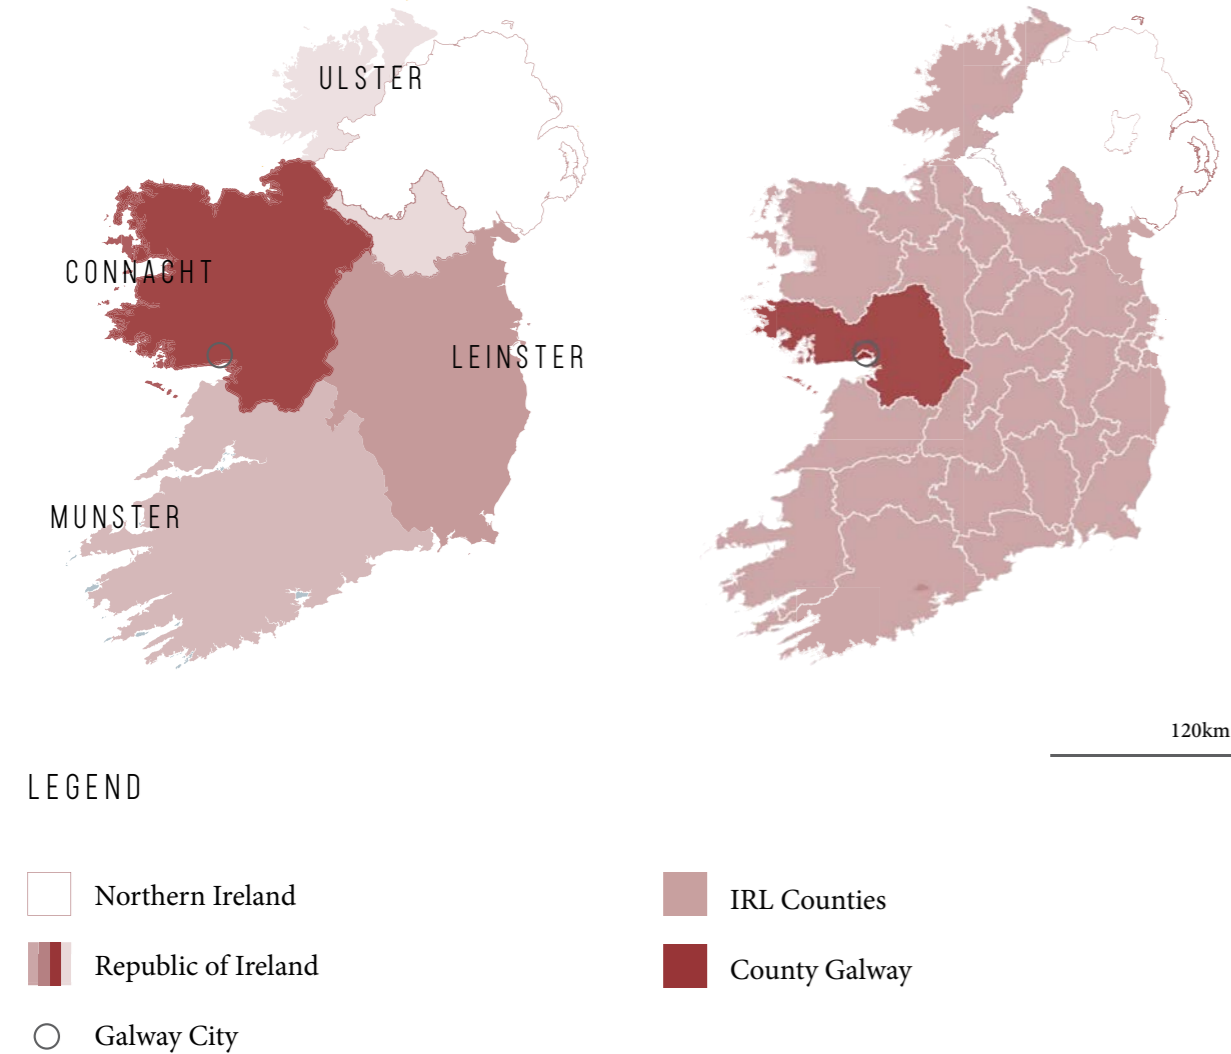 ULSTER
CONNACHT
LEINSTER
MUNSTER
120km
LEGEND
Northern Ireland
Republic of Ireland
Galway City
IRL Counties
County Galway